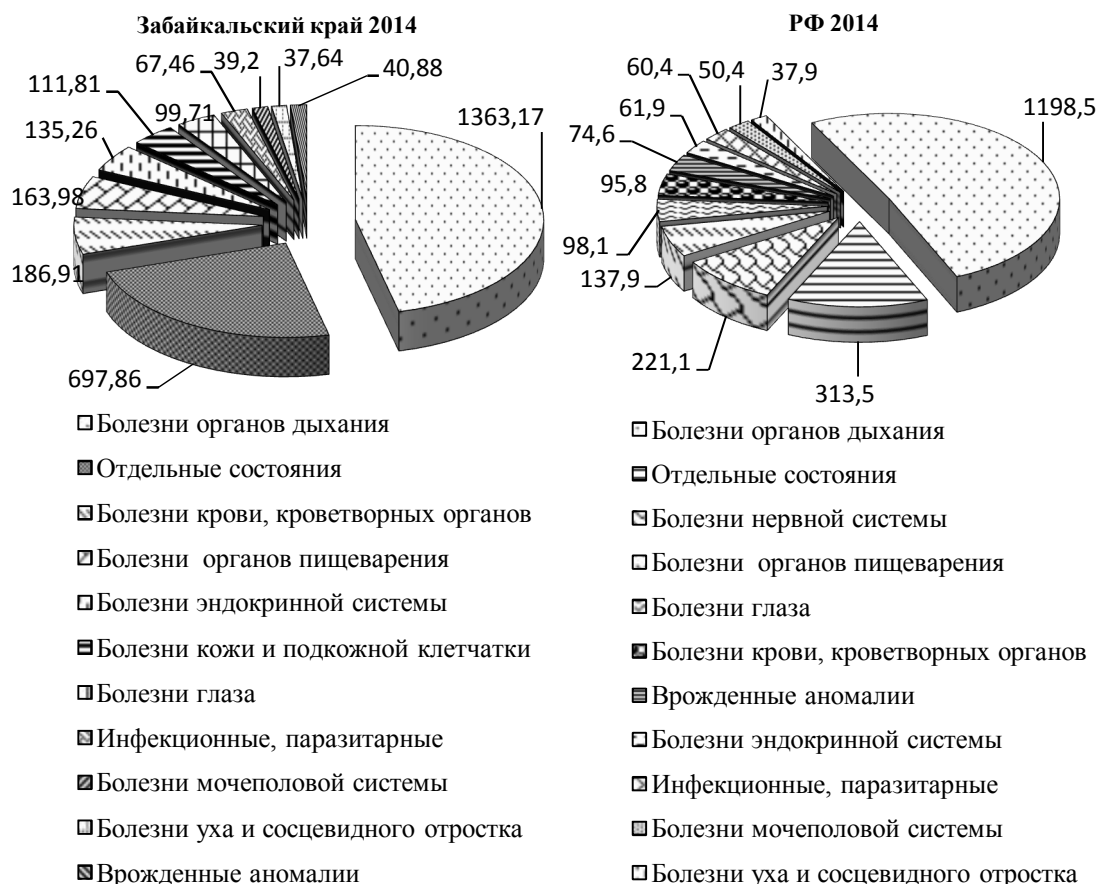 Забайкальский край 2014
67,46
39,2
37,64
40,88
111,81
99,71
1363,17
135,26
163,98
186,91
697,86
Болезни органов дыхания
Отдельные состояния
Болезни крови, кроветворных органов
Болезни органов пищеварения
Болезни эндокринной системы
Болезни кожи и подкожной клетчатки
Болезни глаза
Инфекционные, паразитарные
Болезни мочеполовой системы
Болезни уха и сосцевидного отростка
Врожденные аномалии
РФ 2014
60,4
50,4
37,9
1198,5
61,9
74,6
95,8
98,1
137,9
221,1
313,5
Болезни органов дыхания
Отдельные состояния
Болезни нервной системы
Болезни органов пищеварения
Болезни глаза
Болезни крови, кроветворных органов
Врожденные аномалии
Болезни эндокринной системы
Инфекционные, паразитарные
Болезни мочеполовой системы
Болезни уха и сосцевидного отростка